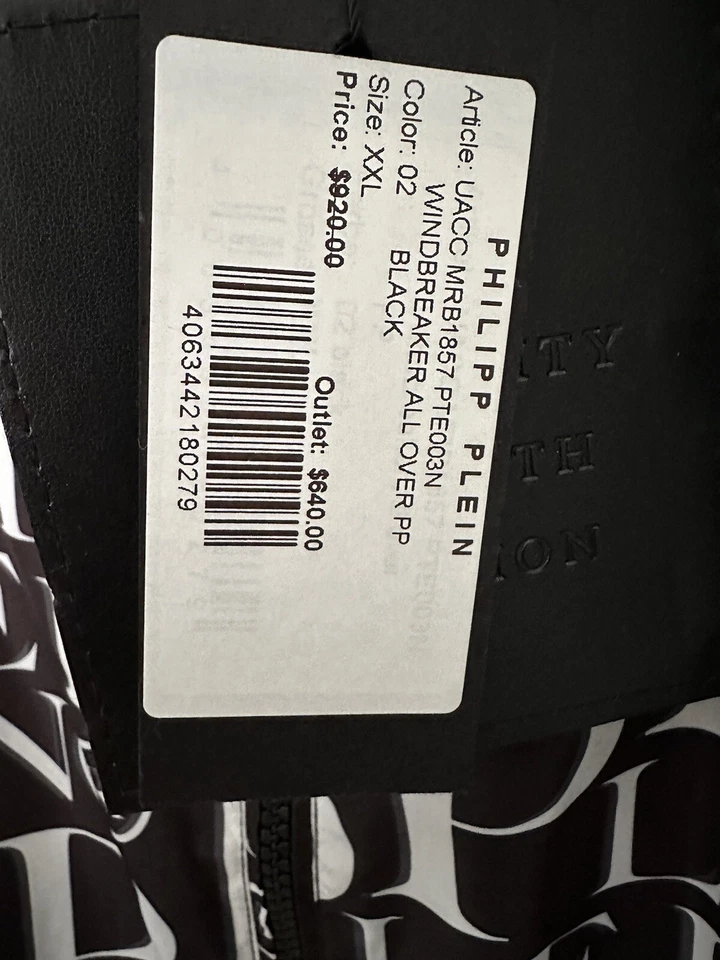 PHILIPP PLEIN
Article: UACC MRB1857 PTE003N
WINDBREAKER ALL OVER PP
Color: 02 BLACK
Size: XXL
Price: $920.00
Outlet: $640.00
4063442180279